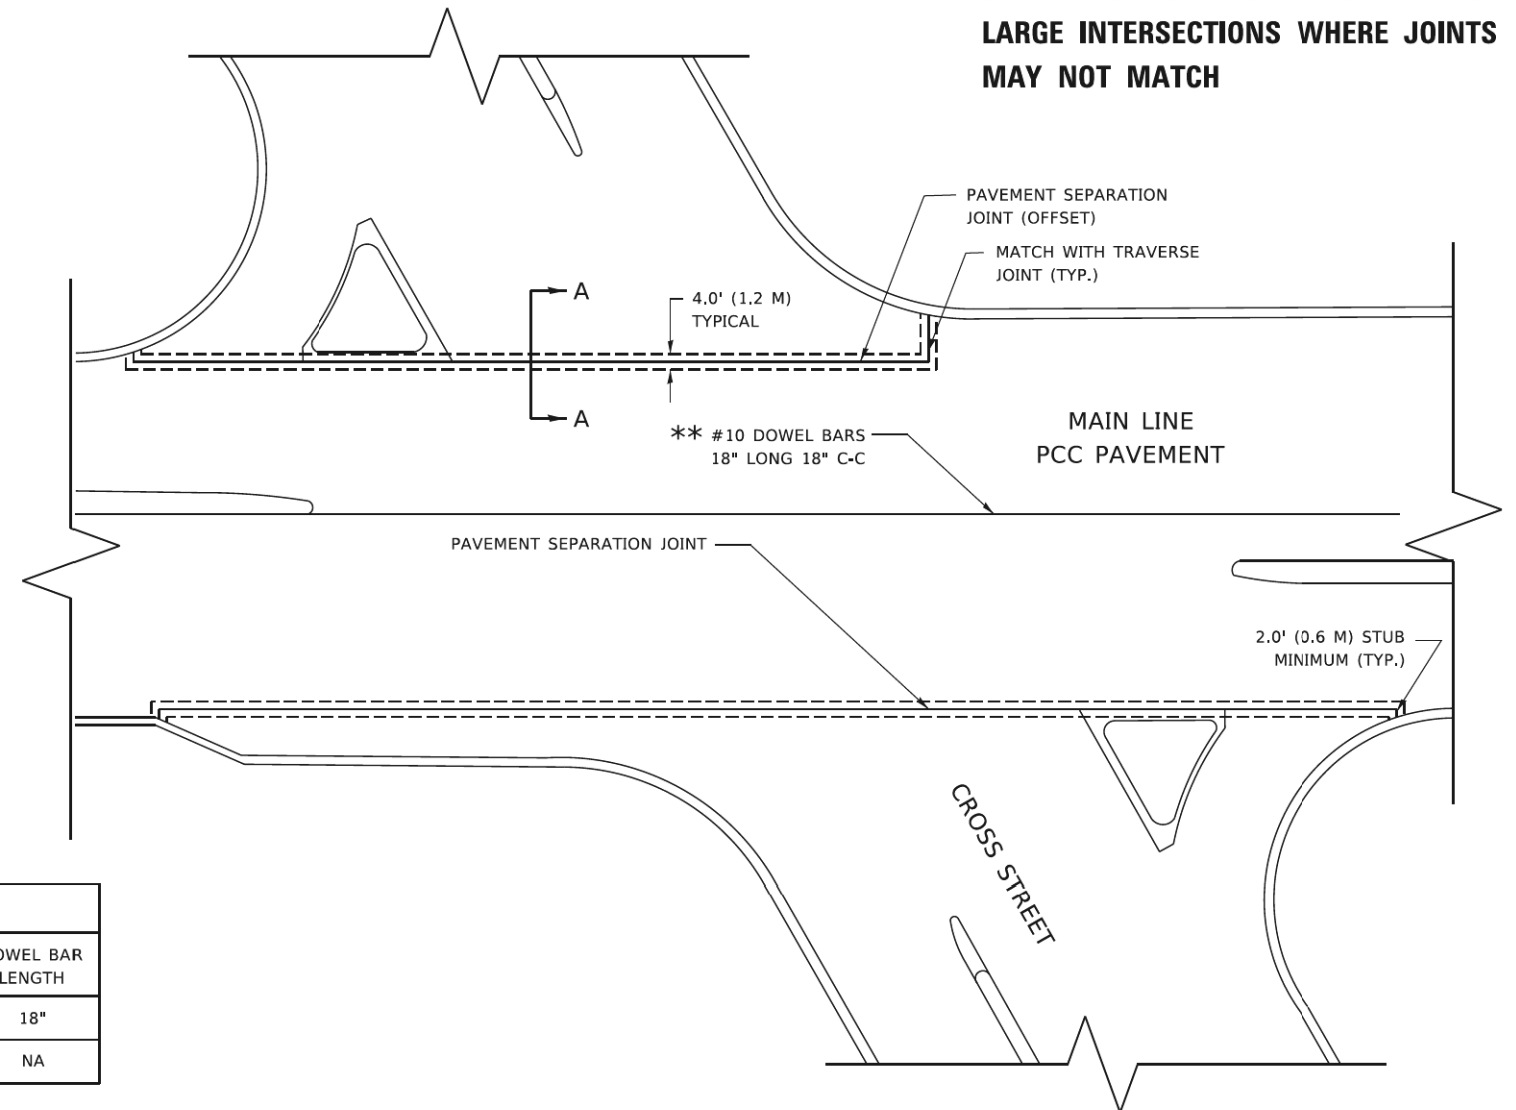 LARGE INTERSECTIONS WHERE JOINTS
MAY NOT MATCH
PAVEMENT SEPARATION
JOINT (OFFSET)
MATCH WITH TRAVERSE
JOINT (TYP.)
A
4.0' (1.2 M)
TYPICAL
A
** #10 DOWEL BARS
18" LONG 18" C-C
MAIN LINE
PCC PAVEMENT
PAVEMENT SEPARATION JOINT
2.0' (0.6 M) STUB
MINIMUM (TYP.)
CROSS STREET
OWEL BAR
LENGTH
18"
NA